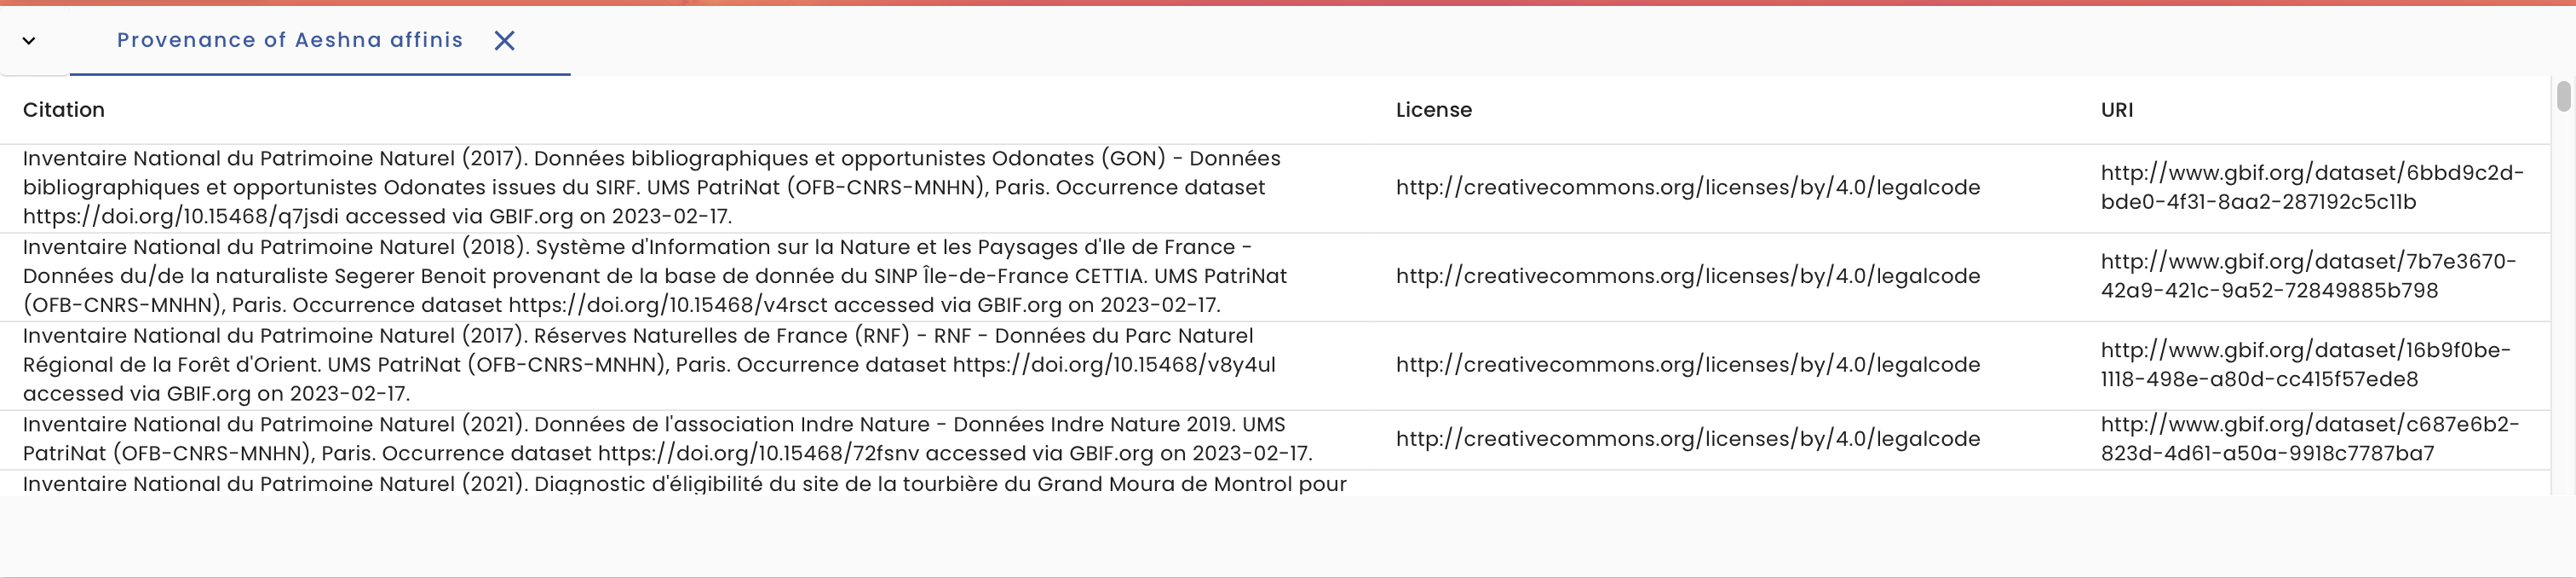 Provenance of Aeshna affinis
Citation
License
URI
Inventaire National du Patrimoine Naturel (2017). Données bibliographiques et opportunistes Odonates (GON) - Données
bibliographiques et opportunistes Odonates issues du SIRF. UMS PatriNat (OFB-CNRS-MNHN), Paris. Occurrence dataset
https://doi.org/10.15468/q7jsdi accessed via GBIF.org on 2023-02-17.
http://creativecommons.org/licenses/by/4.0/legalcode
http://www.gbif.org/dataset/6bbd9c2d-
bde0-4f31-8aa2-287192c5c11b
Inventaire National du Patrimoine Naturel (2018). Système d'Information sur la Nature et les Paysages d'Ile de France -
Données du/de la naturaliste Segerer Benoit provenant de la base de donnée du SINP Île-de-France CETTIA. UMS PatriNat
(OFB-CNRS-MNHN), Paris. Occurrence dataset https://doi.org/10.15468/v4rsct accessed via GBIF.org on 2023-02-17.
http://creativecommons.org/licenses/by/4.0/legalcode
http://www.gbif.org/dataset/7b7e3670-
42a9-421c-9a52-72849885b798
Inventaire National du Patrimoine Naturel (2017). Réserves Naturelles de France (RNF) - RNF - Données du Parc Naturel
Régional de la Forêt d'Orient. UMS PatriNat (OFB-CNRS-MNHN), Paris. Occurrence dataset https://doi.org/10.15468/v8y4ul
accessed via GBIF.org on 2023-02-17.
http://creativecommons.org/licenses/by/4.0/legalcode
http://www.gbif.org/dataset/16b9f0be-
1118-498e-a80d-cc415f57ede8
Inventaire National du Patrimoine Naturel (2021). Données de l'association Indre Nature - Données Indre Nature 2019. UMS
PatriNat (OFB-CNRS-MNHN), Paris. Occurrence dataset https://doi.org/10.15468/72fsnv accessed via GBIF.org on 2023-02-17.
http://creativecommons.org/licenses/by/4.0/legalcode
http://www.gbif.org/dataset/c687e6b2-
823d-4d61-a50a-9918c7787ba7
Inventaire National du Patrimoine Naturel (2021). Diagnostic d'éligibilité du site de la tourbière du Grand Moura de Montrol pour